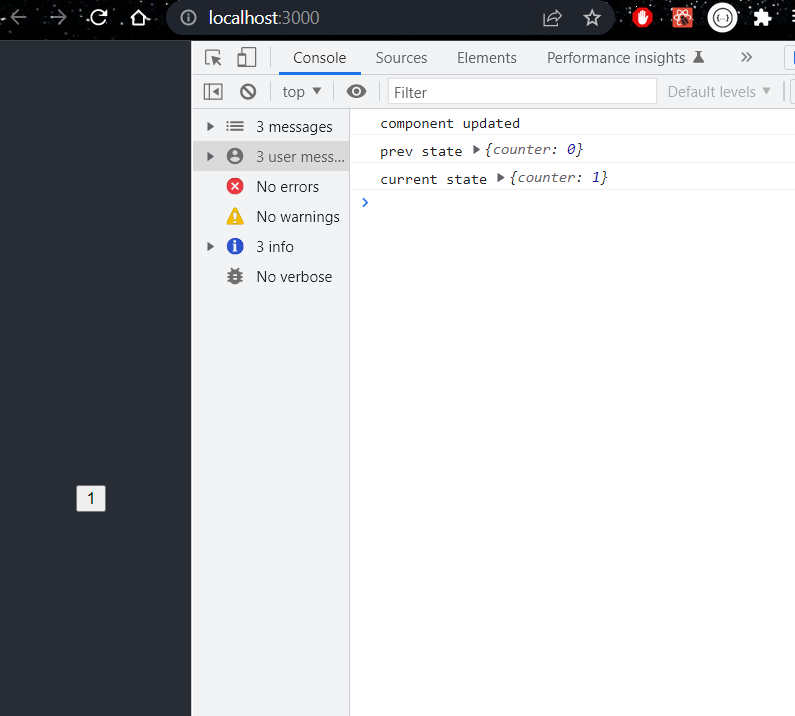 localhost:3000
Console Sources Elements Performance insights
top Filter Default levels
3 messages
3 user mess...
No errors
No warnings
3 info
No verbose
component updated
prev state {counter: 0}
current state {counter: 1}
1